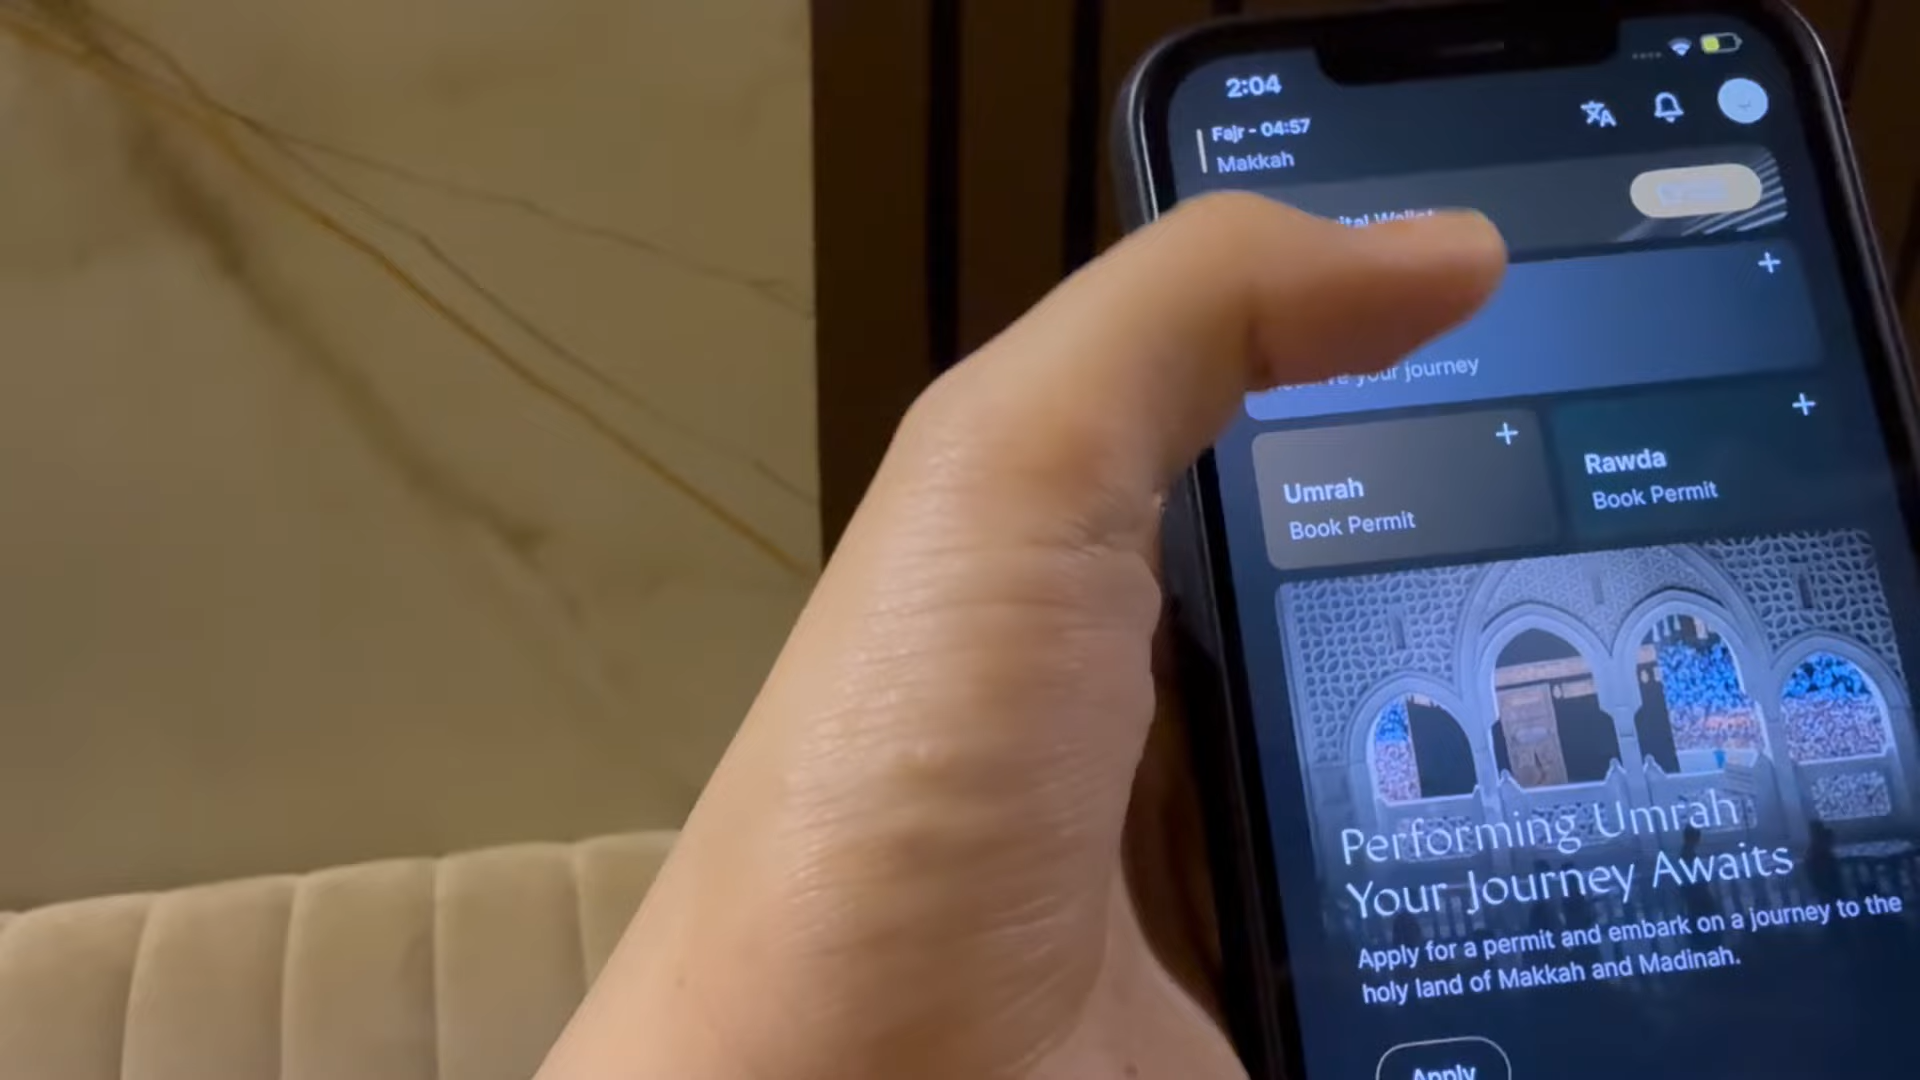 2:04
Fajr - 04:57
Makkah
Wallet
your journey
Umrah
Book Permit
Rawda
Book Permit
Performing Umrah
Your Journey Awaits
Apply for a permit and embark on a journey to the
holy land of Makkah and Madinah.
Apply